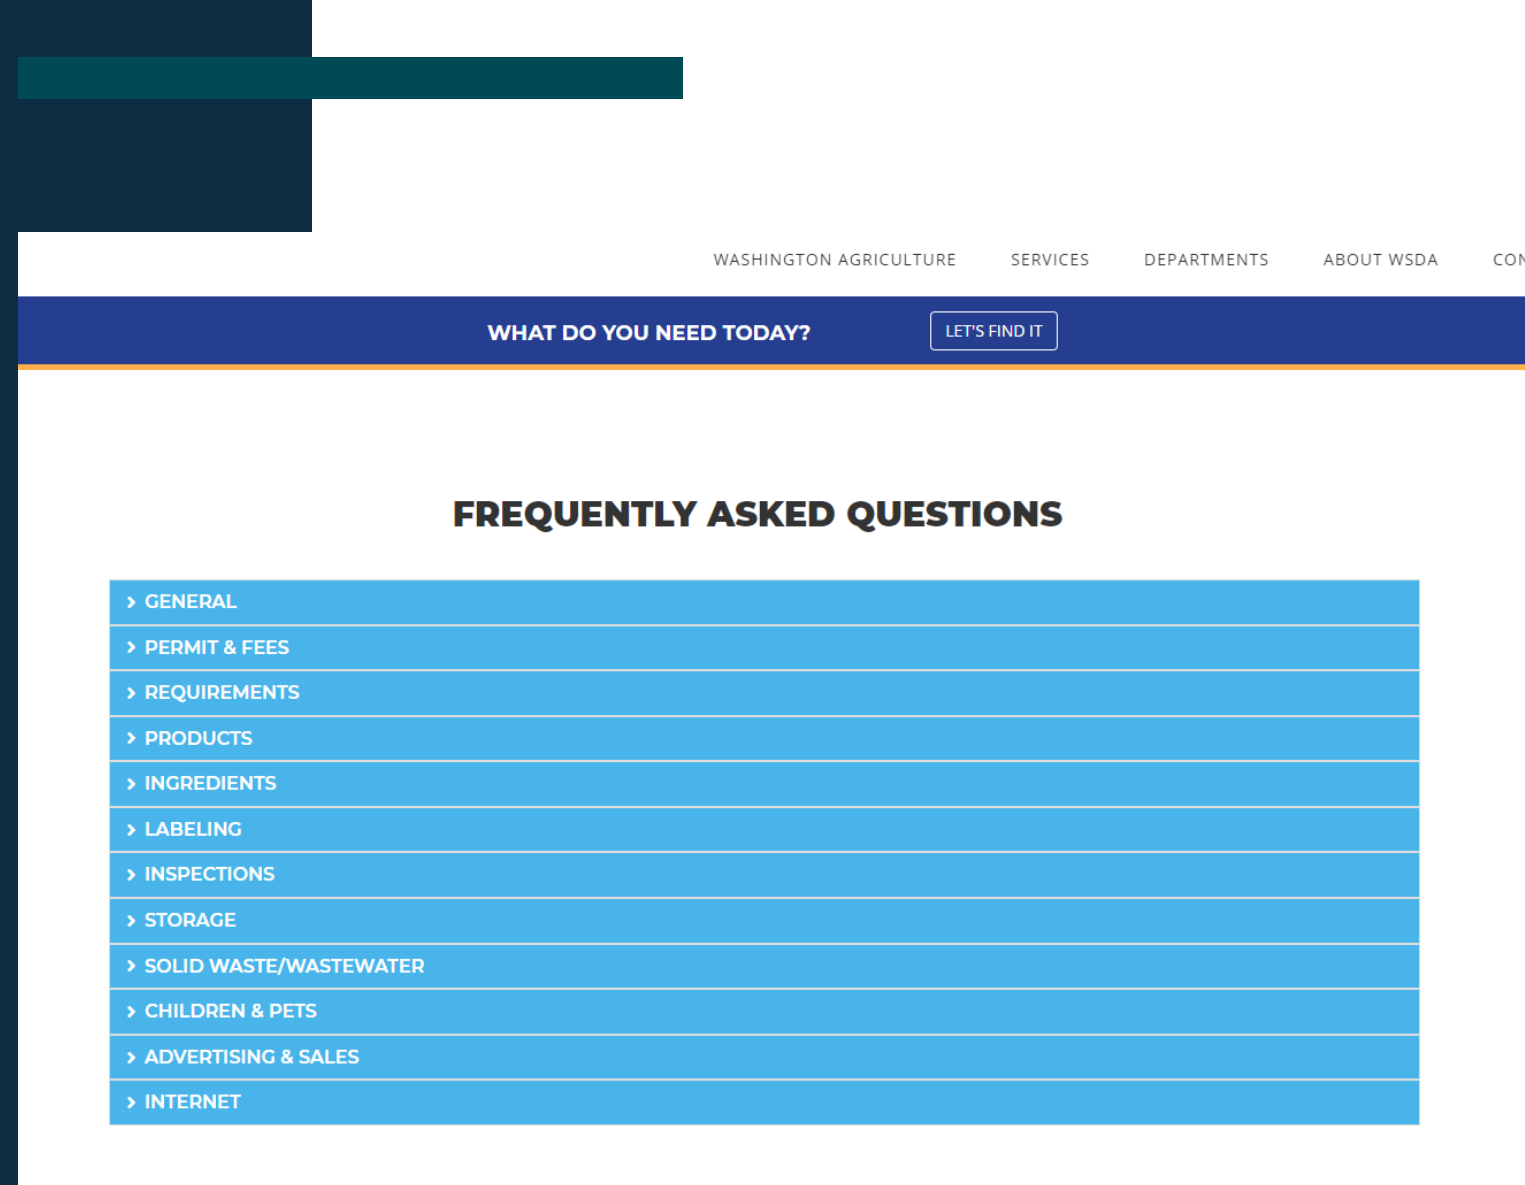 WASHINGTON AGRICULTURE SERVICES DEPARTMENTS ABOUT WSDA
WHAT DO YOU NEED TODAY? LET'S FIND IT
FREQUENTLY ASKED QUESTIONS
GENERAL
PERMIT & FEES
REQUIREMENTS
PRODUCTS
INGREDIENTS
LABELING
INSPECTIONS
STORAGE
SOLID WASTE/WASTEWATER
CHILDREN & PETS
ADVERTISING & SALES
INTERNET